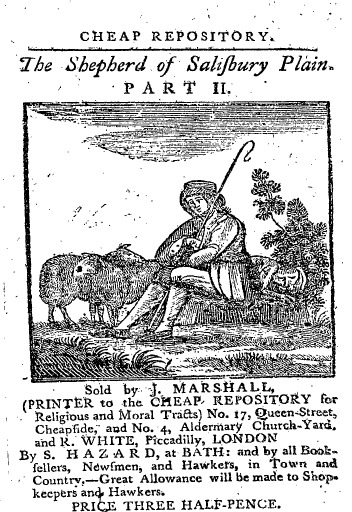 CHEAP REPOSITORY.
The Shepherd of Saliſbury Plain.
PART II.
Sold by J. MARSHALL,
(PRINTER to the CHEAP REPOSITORY for
Religious and Moral Tracts) No. 17, Queen-Street,
Cheapſide, and No. 4, Aldermary Church-Yard,
and R. WHITE, Piccadilly, LONDON
By S. HAZARD, at BATH: and by all Book-
ſellers, Newſmen, and Hawkers, in Town and
Country.—Great Allowance will be made to Shop-
keepers and Hawkers.
PRICE THREE HALF-PENCE.